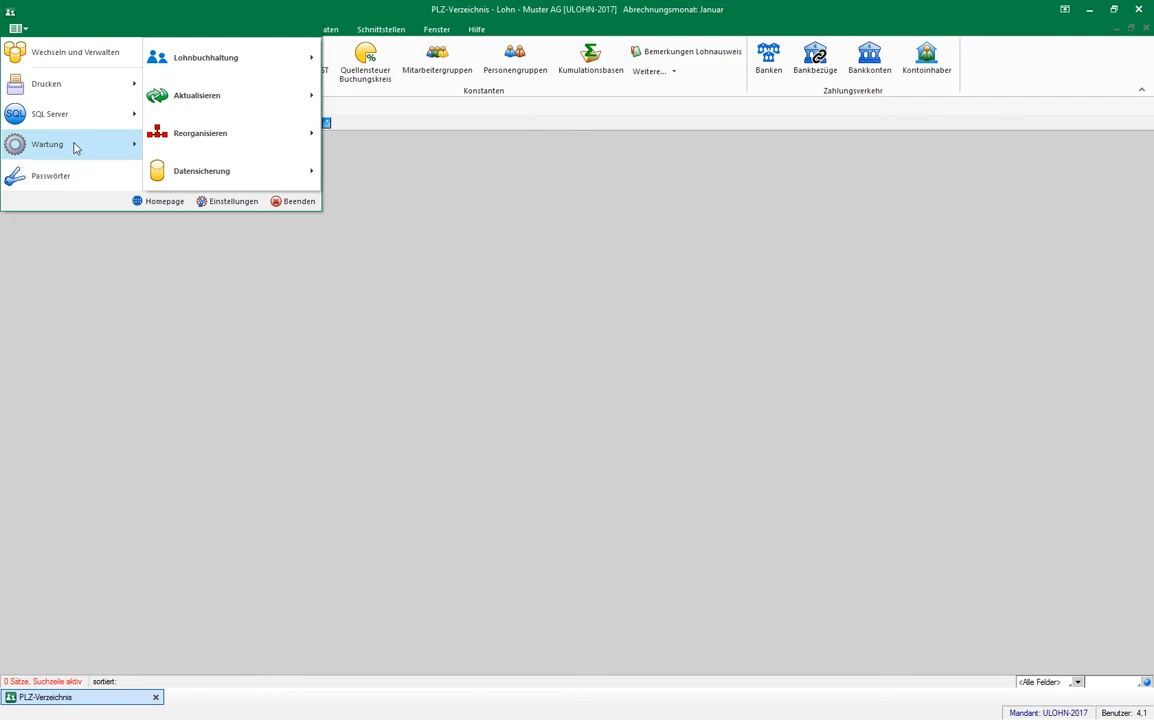 PLZ-Verzeichnis - Lohn - Muster AG [ULOHN-2017] Abrechnungsmonat: Januar
aten Schnittstellen Fenster Hilfe
Wechseln und Verwalten
Drucken
SQL SQL Server
Wartung
Passwörter
Lohnbuchhaltung
Aktualisieren
Reorganisieren
Datensicherung
Homepage Einstellungen Beenden
ST
Quellensteuer
Buchungskreis
Mitarbeitergruppen
Personengruppen
Kumulationsbasen
Bemerkungen Lohnausweis
Weitere...
Konstanten
Banken
Bankbezüge
Bankkonten
Kontoinhaber
Zahlungsverkehr
0 Sätze, Suchzeile aktiv sortiert:
<Alle Felder>
PLZ-Verzeichnis
Mandant: ULOHN-2017 Benutzer: 4,1